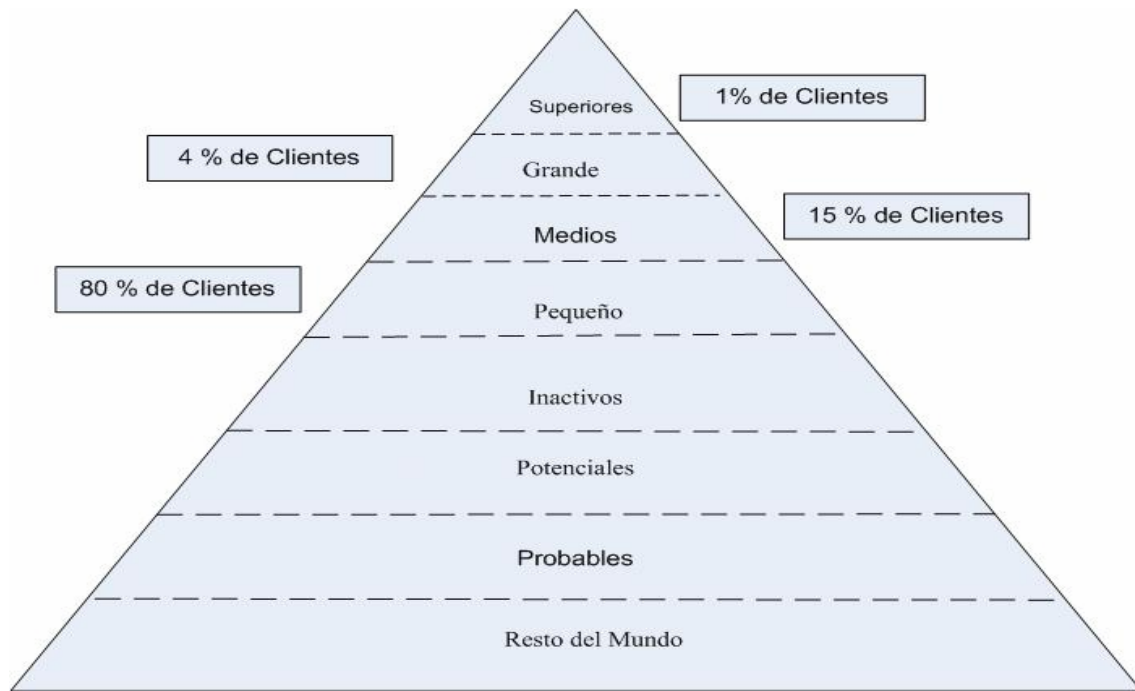 1% de Clientes
Superiores
4 % de Clientes
Grande
15 % de Clientes
Medios
80 % de Clientes
Pequeño
Inactivos
Potenciales
Probables
Resto del Mundo